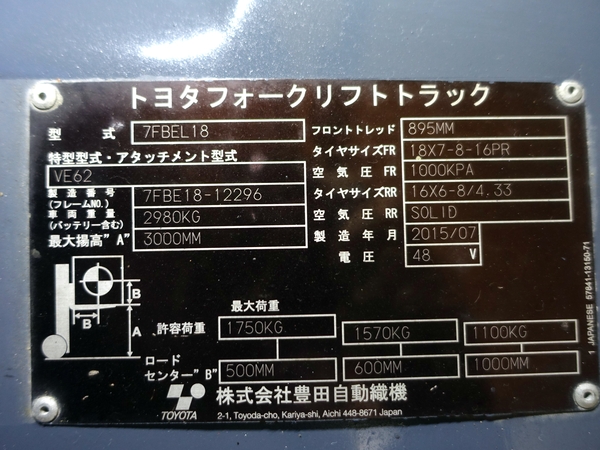 トヨタフォークリフトトラック
型式 7FBEL18
特型型式・アタッチメント型式
VE62
製造番号 (フレームNO.) 7FBE18-12296
車両重量 (バッテリー含む) 2980KG
最大揚高"A" 3000MM
フロントトレッド 895MM
タイヤサイズFR 18X7-8-16PR
空気圧FR 1000KPA
タイヤサイズRR 16X6-8/4.33
空気圧RR SOLID
製造年月 2015/07
電圧 48 V
B
B
A
最大荷重
許容荷重 1750KG 1570KG 1100KG
ロードセンター"B" 500MM 600MM 1000MM
TOYOTA
株式会社豊田自動織機
2-1, Toyoda-cho, Kariya-shi, Aichi 448-8671 Japan
1 JAPANESE 57841-13160-71